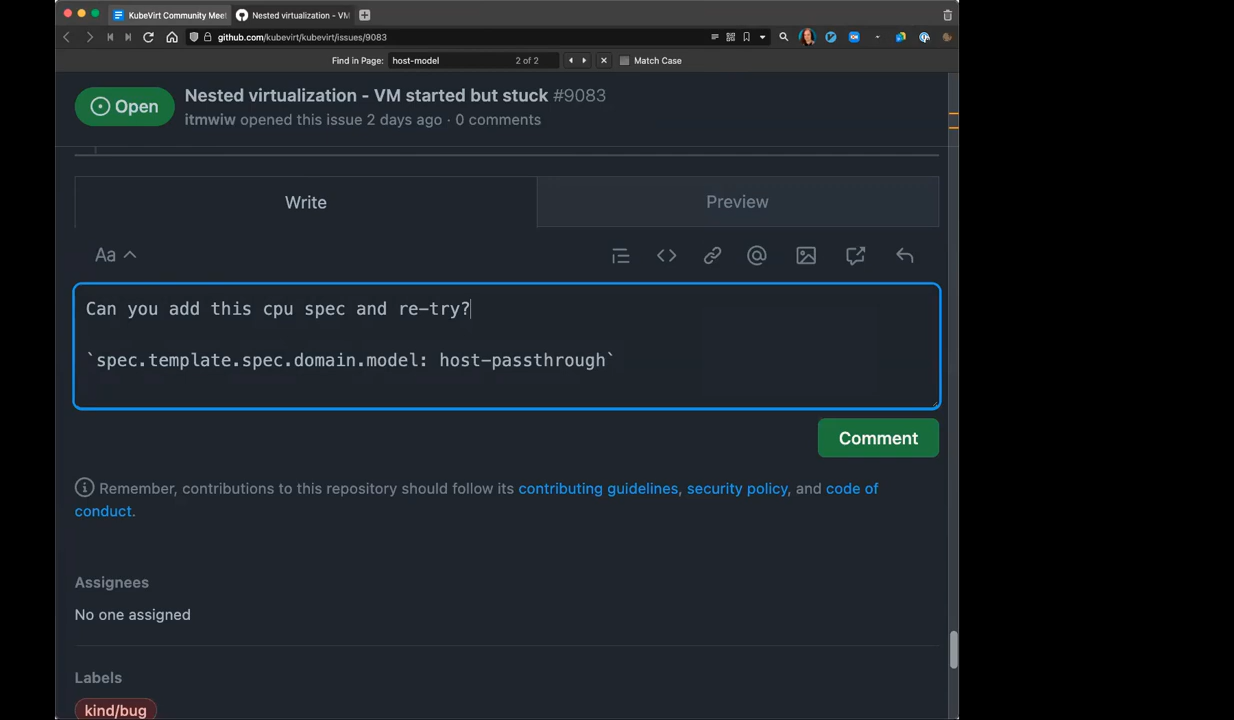 KubeVirt Community Meet
Nested virtualization - VM
github.com/kubevirt/kubevirt/issues/9083
Find in Page:
host-model
2 of 2
Match Case
Open
Nested virtualization - VM started but stuck #9083
itmwiw opened this issue 2 days ago · 0 comments
Write
Preview
Aa
Can you add this cpu spec and re-try?
`spec.template.spec.domain.model: host-passthrough`
Comment
Remember, contributions to this repository should follow its contributing guidelines, security policy, and code of
conduct.
Assignees
No one assigned
Labels
kind/bug